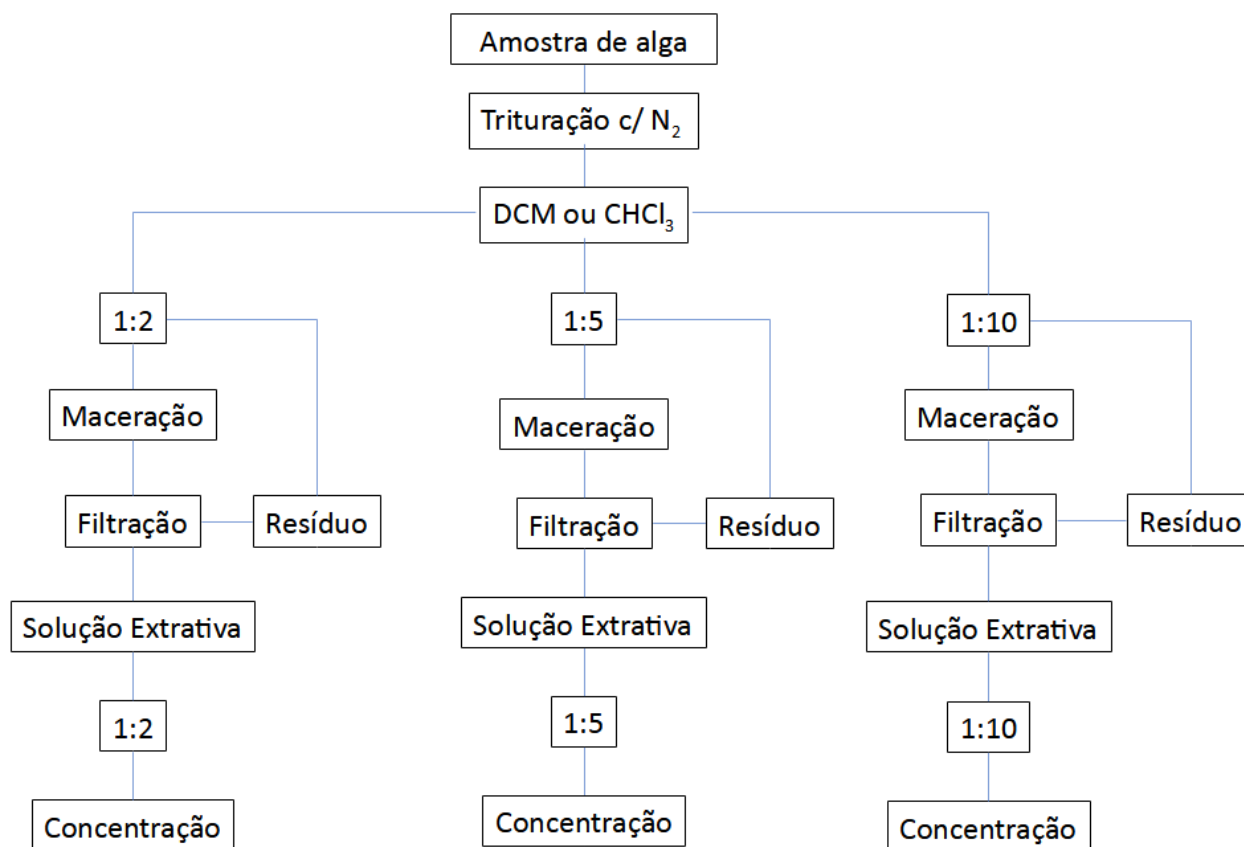 Amostra de alga
Trituração c/ N₂
DCM ou CHCl₃
1:2
1:5
1:10
Maceração
Maceração
Maceração
Filtração
Resíduo
Filtração
Resíduo
Filtração
Resíduo
Solução Extrativa
Solução Extrativa
Solução Extrativa
1:2
1:5
1:10
Concentração
Concentração
Concentração